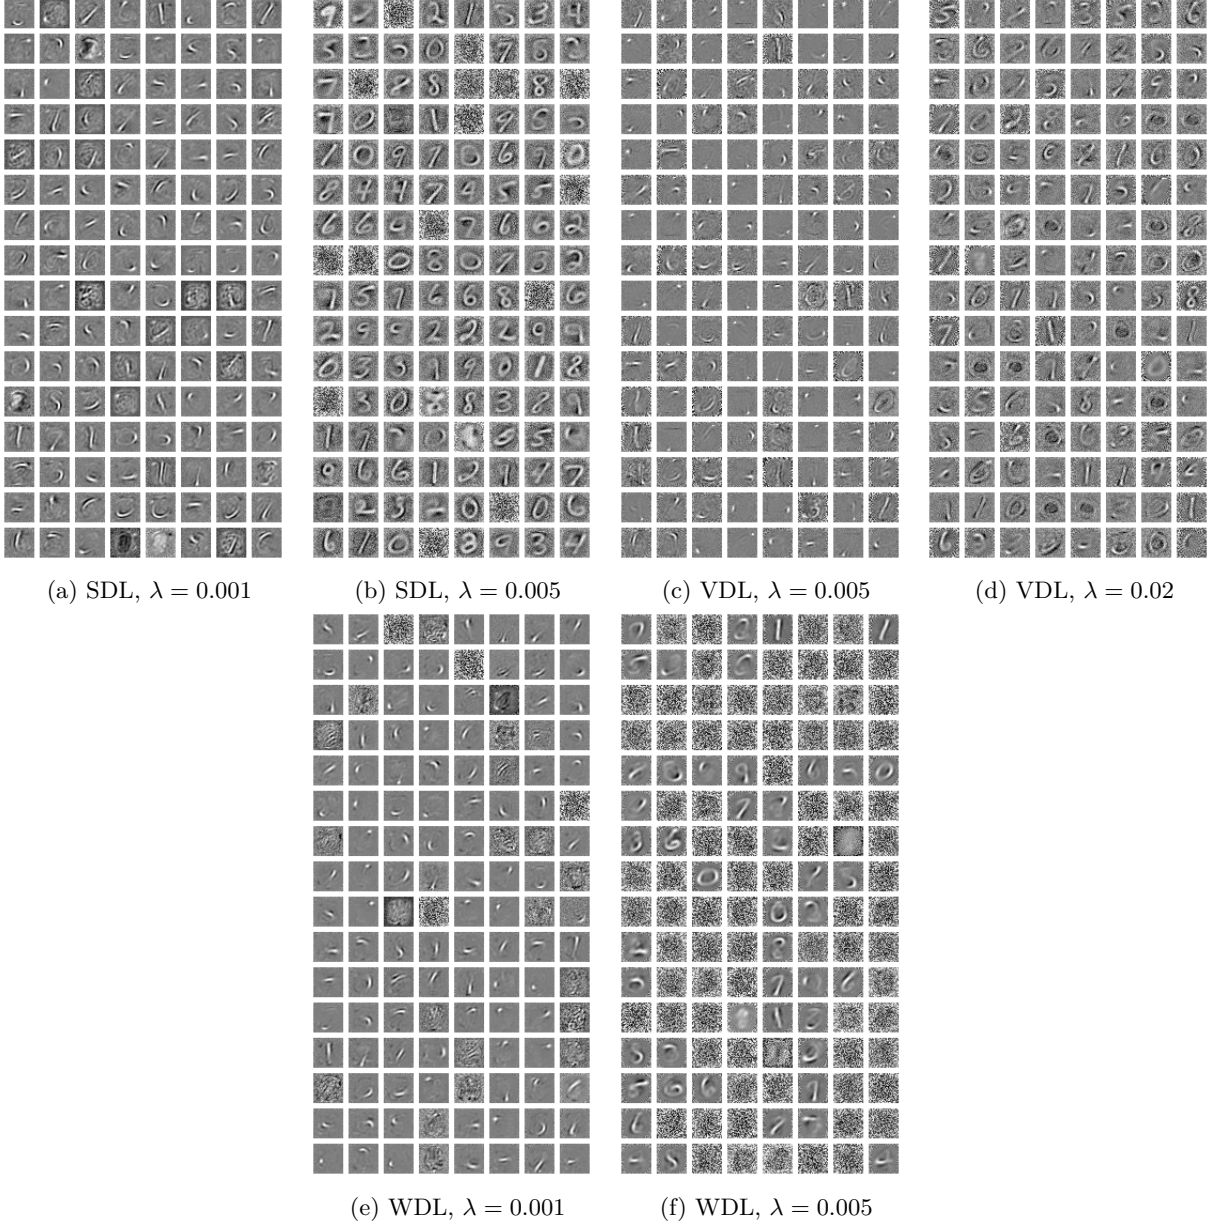 (a) SDL, λ = 0.001
(b) SDL, λ = 0.005
(c) VDL, λ = 0.005
(d) VDL, λ = 0.02
(e) WDL, λ = 0.001
(f) WDL, λ = 0.005